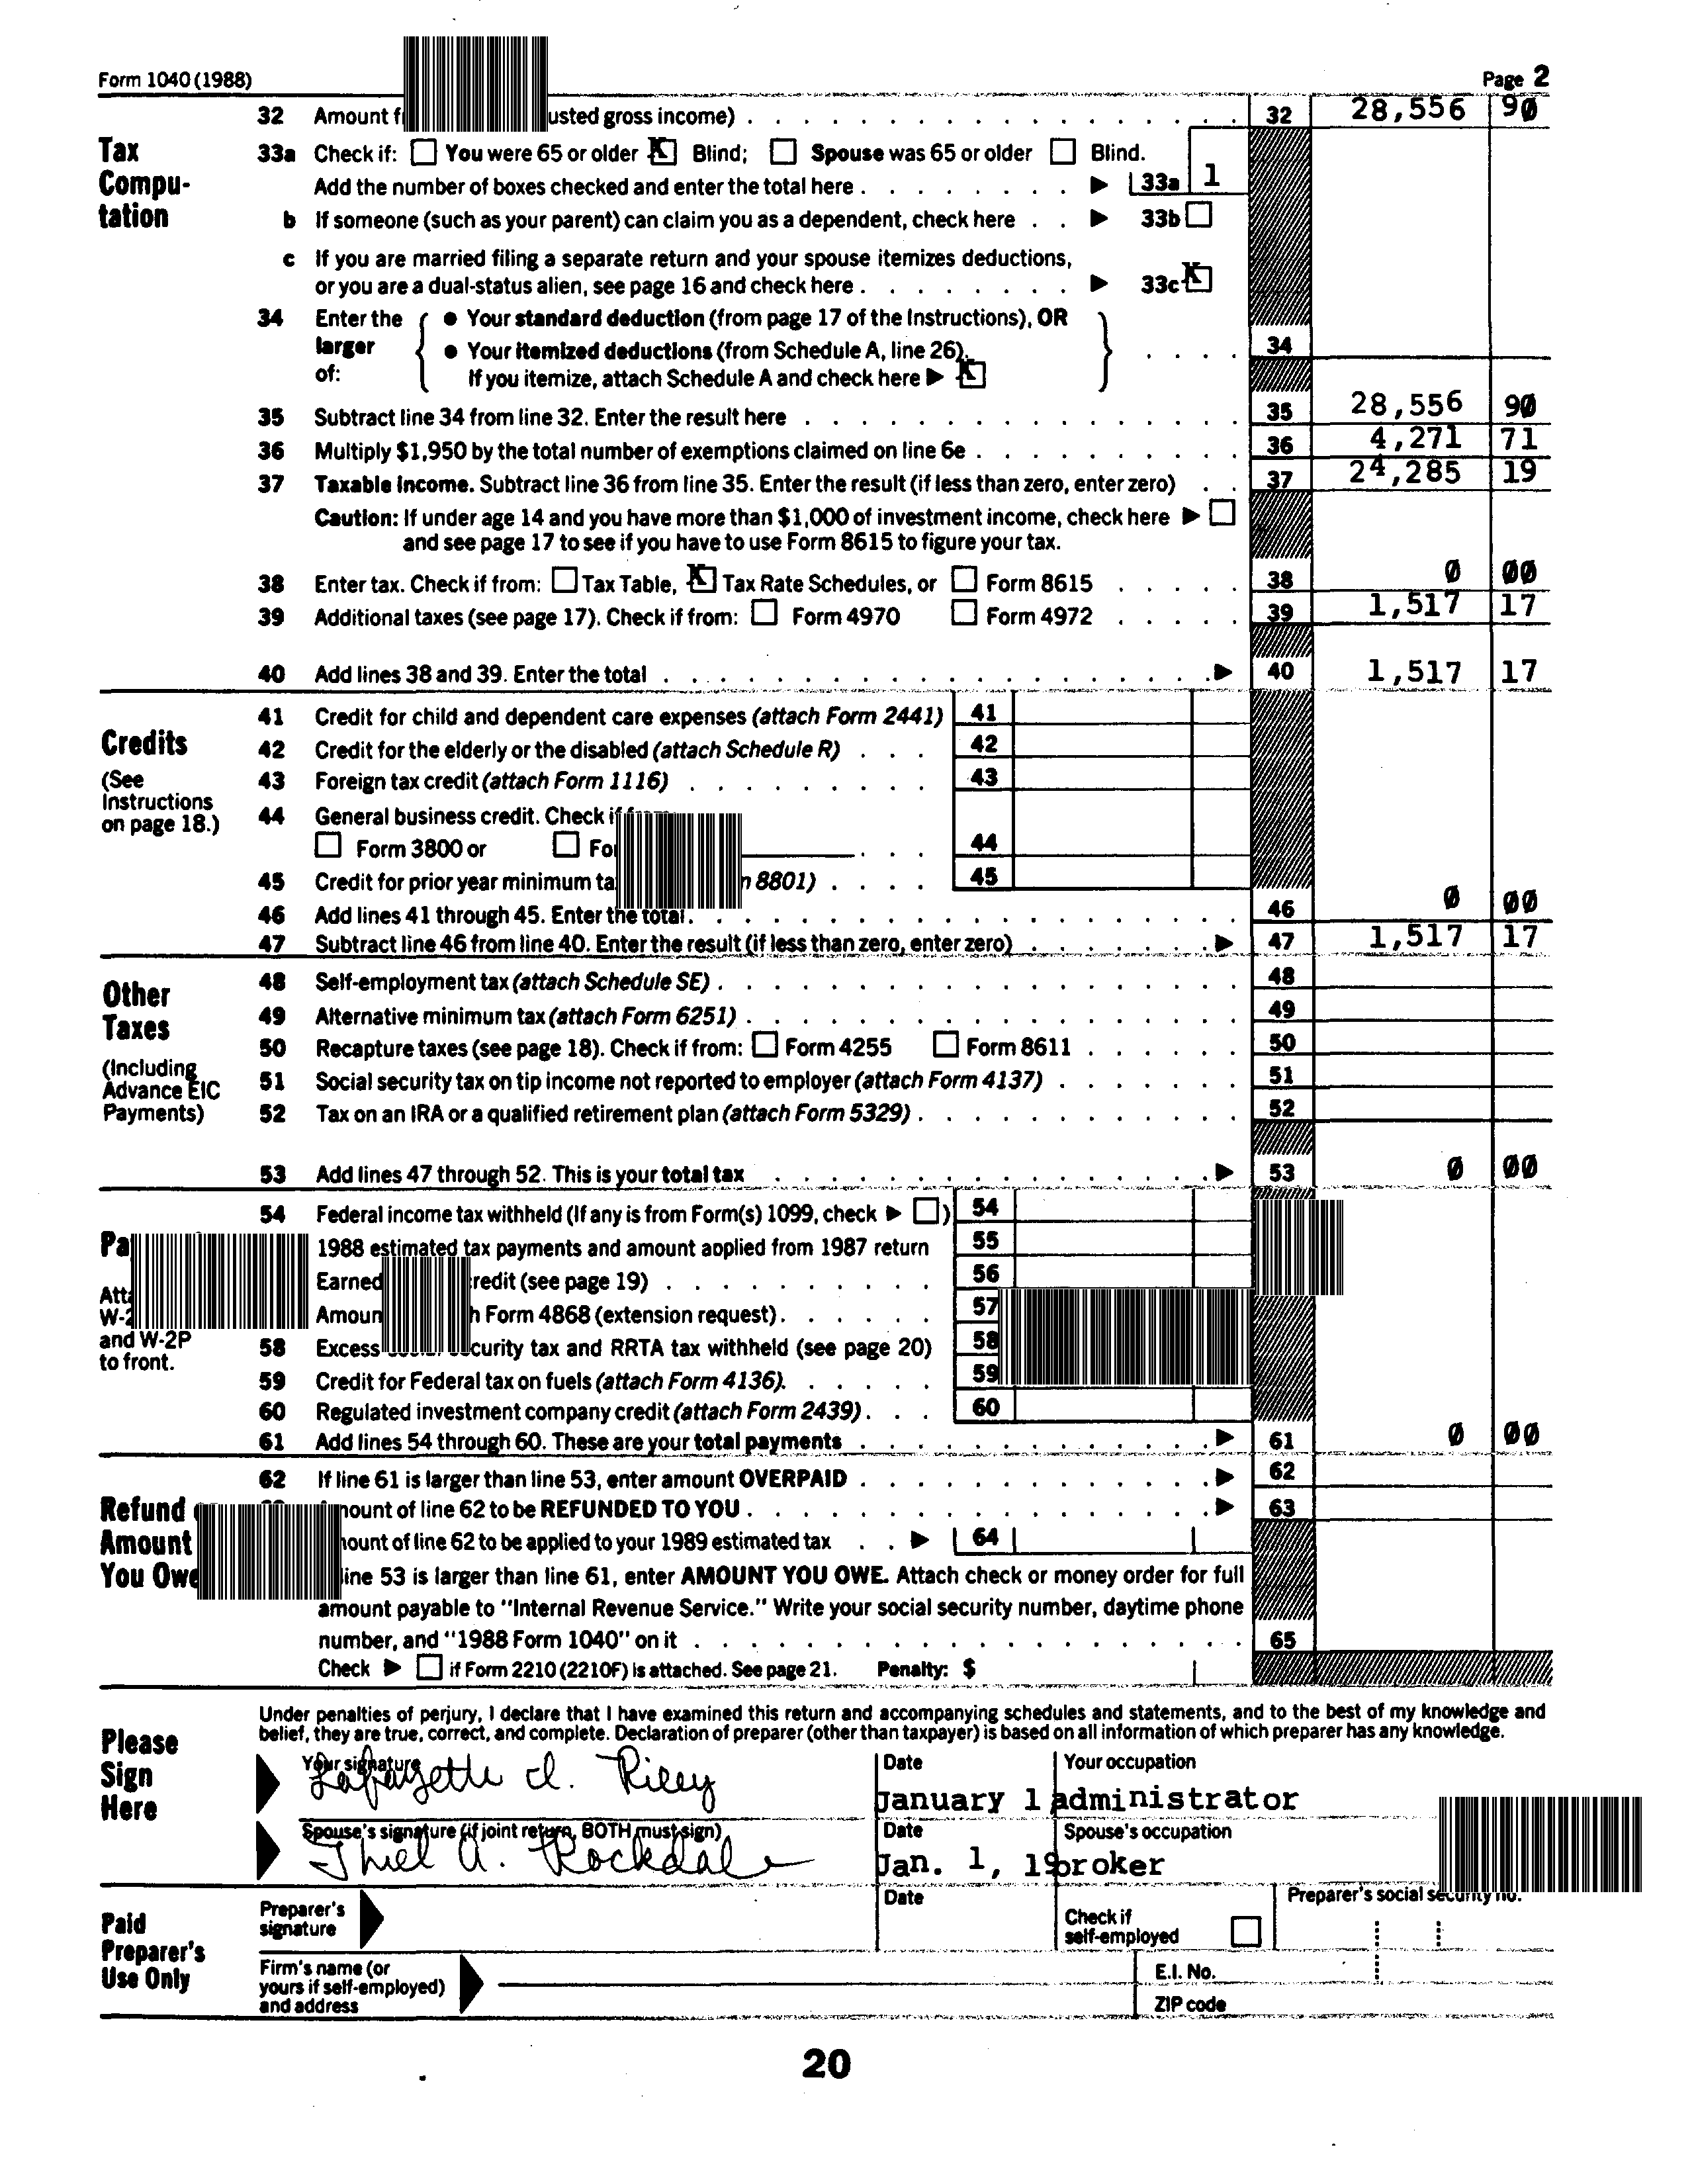 Form 1040 (1988) Page 2
32 Amount usted gross income) 32 28,556 90
Tax Computation
33a Check if: You were 65 or older X Blind; Spouse was 65 or older Blind.
Add the number of boxes checked and enter the total here 33a 1
b If someone (such as your parent) can claim you as a dependent, check here 33b
c If you are married filing a separate return and your spouse itemizes deductions,
or you are a dual-status alien, see page 16 and check here 33c X
34 Enter the larger of: • Your standard deduction (from page 17 of the Instructions), OR
• Your itemized deductions (from Schedule A, line 26). 34
If you itemize, attach Schedule A and check here X
35 Subtract line 34 from line 32. Enter the result here 35 28,556 90
36 Multiply $1,950 by the total number of exemptions claimed on line 6e 36 4,271 71
37 Taxable income. Subtract line 36 from line 35. Enter the result (if less than zero, enter zero) 37 24,285 19
Caution: If under age 14 and you have more than $1,000 of investment income, check here
and see page 17 to see if you have to use Form 8615 to figure your tax.
38 Enter tax. Check if from: Tax Table, X Tax Rate Schedules, or Form 8615 38 0 00
39 Additional taxes (see page 17). Check if from: Form 4970 Form 4972 39 1,517 17
40 Add lines 38 and 39. Enter the total 40 1,517 17
Credits
(See Instructions on page 18.)
41 Credit for child and dependent care expenses (attach Form 2441) 41
42 Credit for the elderly or the disabled (attach Schedule R) 42
43 Foreign tax credit (attach Form 1116) 43
44 General business credit. Check
Form 3800 or 44
45 Credit for prior year minimum 8801) 45
46 Add lines 41 through 45. Enter the total. 46 0 00
47 Subtract line 46 from line 40. Enter the result (if less than zero, enter zero) 47 1,517 17
Other Taxes
(Including Advance EIC Payments)
48 Self-employment tax (attach Schedule SE) 48
49 Alternative minimum tax (attach Form 6251) 49
50 Recapture taxes (see page 18). Check if from: Form 4255 Form 8611 50
51 Social security tax on tip income not reported to employer (attach Form 4137) 51
52 Tax on an IRA or a qualified retirement plan (attach Form 5329) 52
53 Add lines 47 through 52. This is your total tax 53 0 00
and W-2P to front.
54 Federal income tax withheld (If any is from Form(s) 1099, check ) 54
1988 estimated tax payments and amount applied from 1987 return 55
Earned redit (see page 19) 56
Form 4868 (extension request) 57
58 Excess curity tax and RRTA tax withheld (see page 20) 58
59 Credit for Federal tax on fuels (attach Form 4136). 59
60 Regulated investment company credit (attach Form 2439) 60
61 Add lines 54 through 60. These are your total payments 61 0 00
Refund
Amount
You Owe
62 If line 61 is larger than line 53, enter amount OVERPAID 62
of line 62 to be REFUNDED TO YOU 63
of line 62 to be applied to your 1989 estimated tax 64
line 53 is larger than line 61, enter AMOUNT YOU OWE. Attach check or money order for full
amount payable to "Internal Revenue Service." Write your social security number, daytime phone
number, and "1988 Form 1040" on it 65
Check if Form 2210 (2210F) is attached. See page 21. Penalty: $
Please Sign Here
Under penalties of perjury, I declare that I have examined this return and accompanying schedules and statements, and to the best of my knowledge and
belief, they are true, correct, and complete. Declaration of preparer (other than taxpayer) is based on all information of which preparer has any knowledge.
Your signature Date Your occupation
Lafayette d. Riley January 1 administrator
Spouse's signature (if joint return, BOTH must sign) Date Spouse's occupation
Thiel A. Rockdale Jan. 1, 19 broker
Paid Preparer's Use Only
Preparer's signature Date Check if self-employed Preparer's social security no.
Firm's name (or yours if self-employed) and address E.I. No.
ZIP code
20